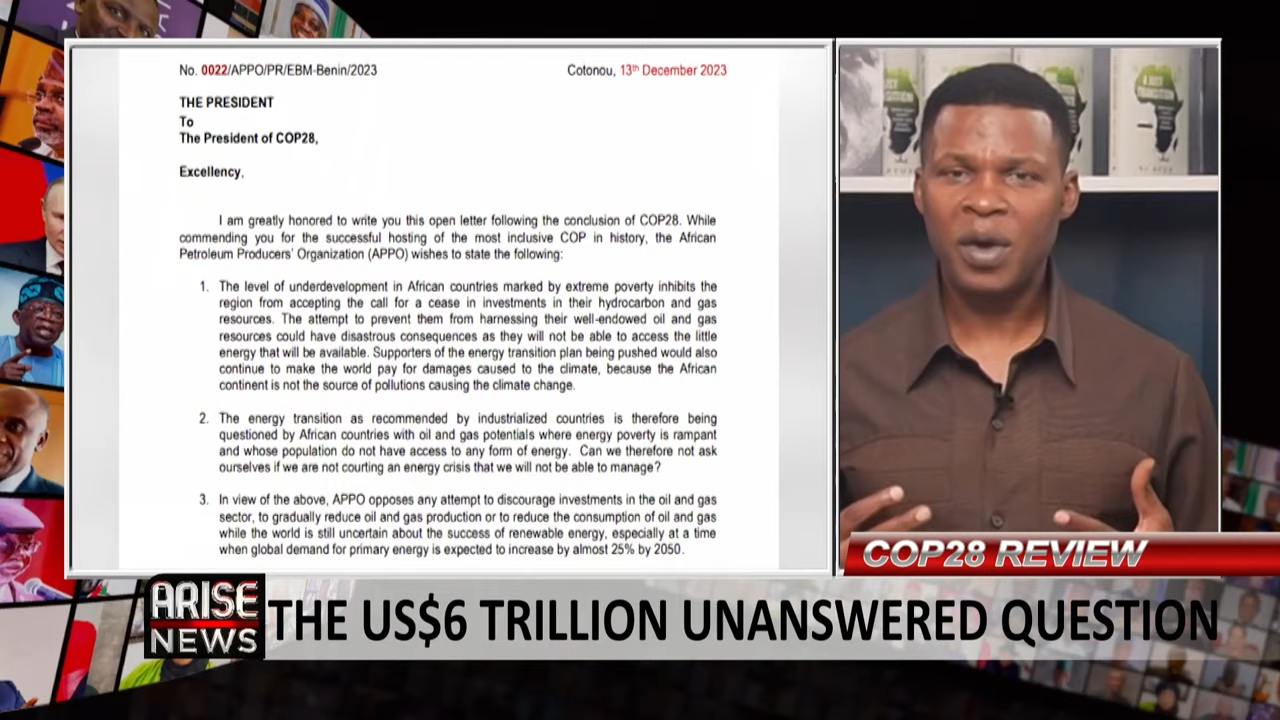 No. 0022/APPO/PR/EBM-Benin/2023
Cotonou, 13th December 2023
THE PRESIDENT
To
The President of COP28,
Excellency,
I am greatly honored to write you this open letter following the conclusion of COP28. While
commending you for the successful hosting of the most inclusive COP in history, the African
Petroleum Producers' Organization (APPO) wishes to state the following:
1. The level of underdevelopment in African countries marked by extreme poverty inhibits the
region from accepting the call for a cease in investments in their hydrocarbon and gas
resources. The attempt to prevent them from harnessing their well-endowed oil and gas
resources could have disastrous consequences as they will not be able to access the little
energy that will be available. Supporters of the energy transition plan being pushed would also
continue to make the world pay for damages caused to the climate, because the African
continent is not the source of pollutions causing the climate change.
2. The energy transition as recommended by industrialized countries is therefore being
questioned by African countries with oil and gas potentials where energy poverty is rampant
and whose population do not have access to any form of energy. Can we therefore not ask
ourselves if we are not courting an energy crisis that we will not be able to manage?
3. In view of the above, APPO opposes any attempt to discourage investments in the oil and gas
sector, to gradually reduce oil and gas production or to reduce the consumption of oil and gas
while the world is still uncertain about the success of renewable energy, especially at a time
when global demand for primary energy is expected to increase by almost 25% by 2050.
A JUST
TRANSITION
COP28 REVIEW
ARISE
NEWS
THE US$6 TRILLION UNANSWERED QUESTION